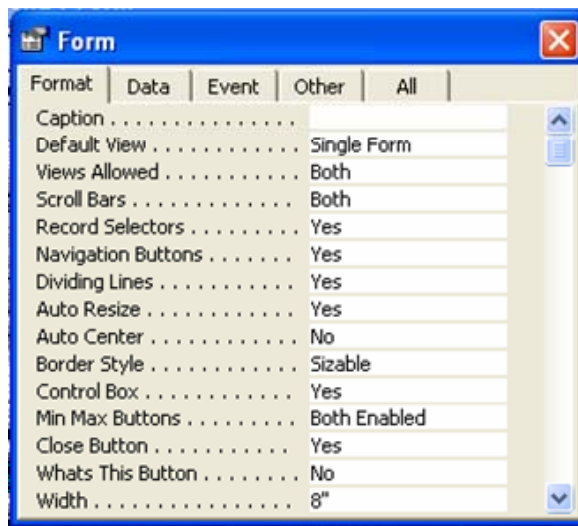 Form
Format Data Event Other All
Caption . . . . . . . . . . . . . . . .
Default View . . . . . . . . . . . . . Single Form
Views Allowed . . . . . . . . . . . Both
Scroll Bars . . . . . . . . . . . . . . Both
Record Selectors . . . . . . . . . Yes
Navigation Buttons . . . . . . . Yes
Dividing Lines . . . . . . . . . . . Yes
Auto Resize . . . . . . . . . . . . . Yes
Auto Center . . . . . . . . . . . . . No
Border Style . . . . . . . . . . . . . Sizable
Control Box . . . . . . . . . . . . . Yes
Min Max Buttons . . . . . . . . . Both Enabled
Close Button . . . . . . . . . . . Yes
Whats This Button . . . . . . . . No
Width . . . . . . . . . . . . . . . . . 8"